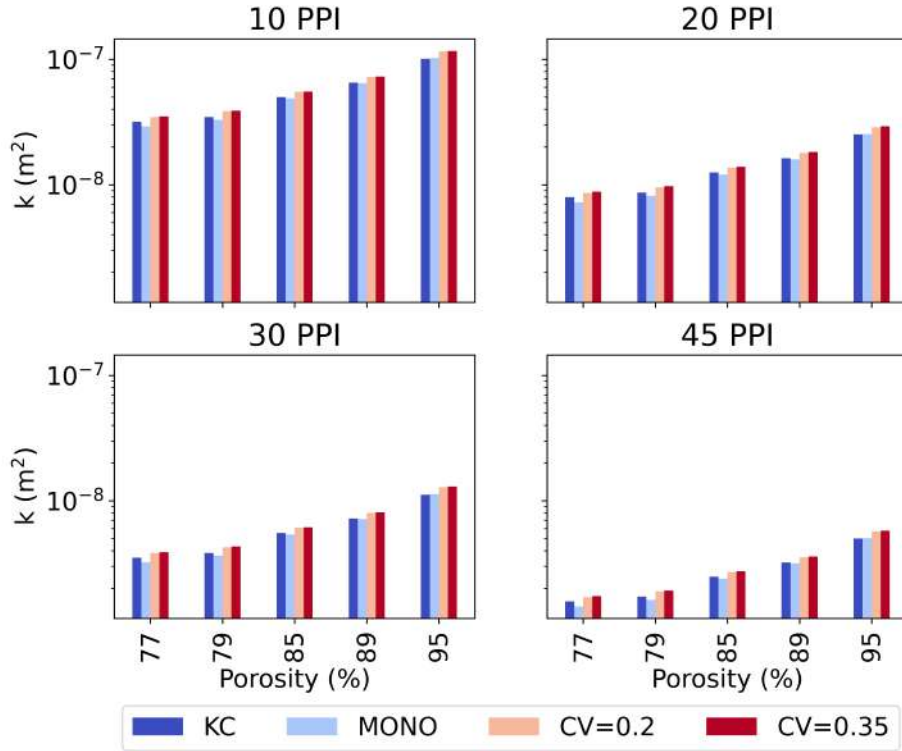 10 PPI
20 PPI
k (m²)
10⁻⁷
10⁻⁸
30 PPI
45 PPI
k (m²)
10⁻⁷
10⁻⁸
77
79
85
89
95
77
79
85
89
95
Porosity (%)
Porosity (%)
KC
MONO
CV=0.2
CV=0.35